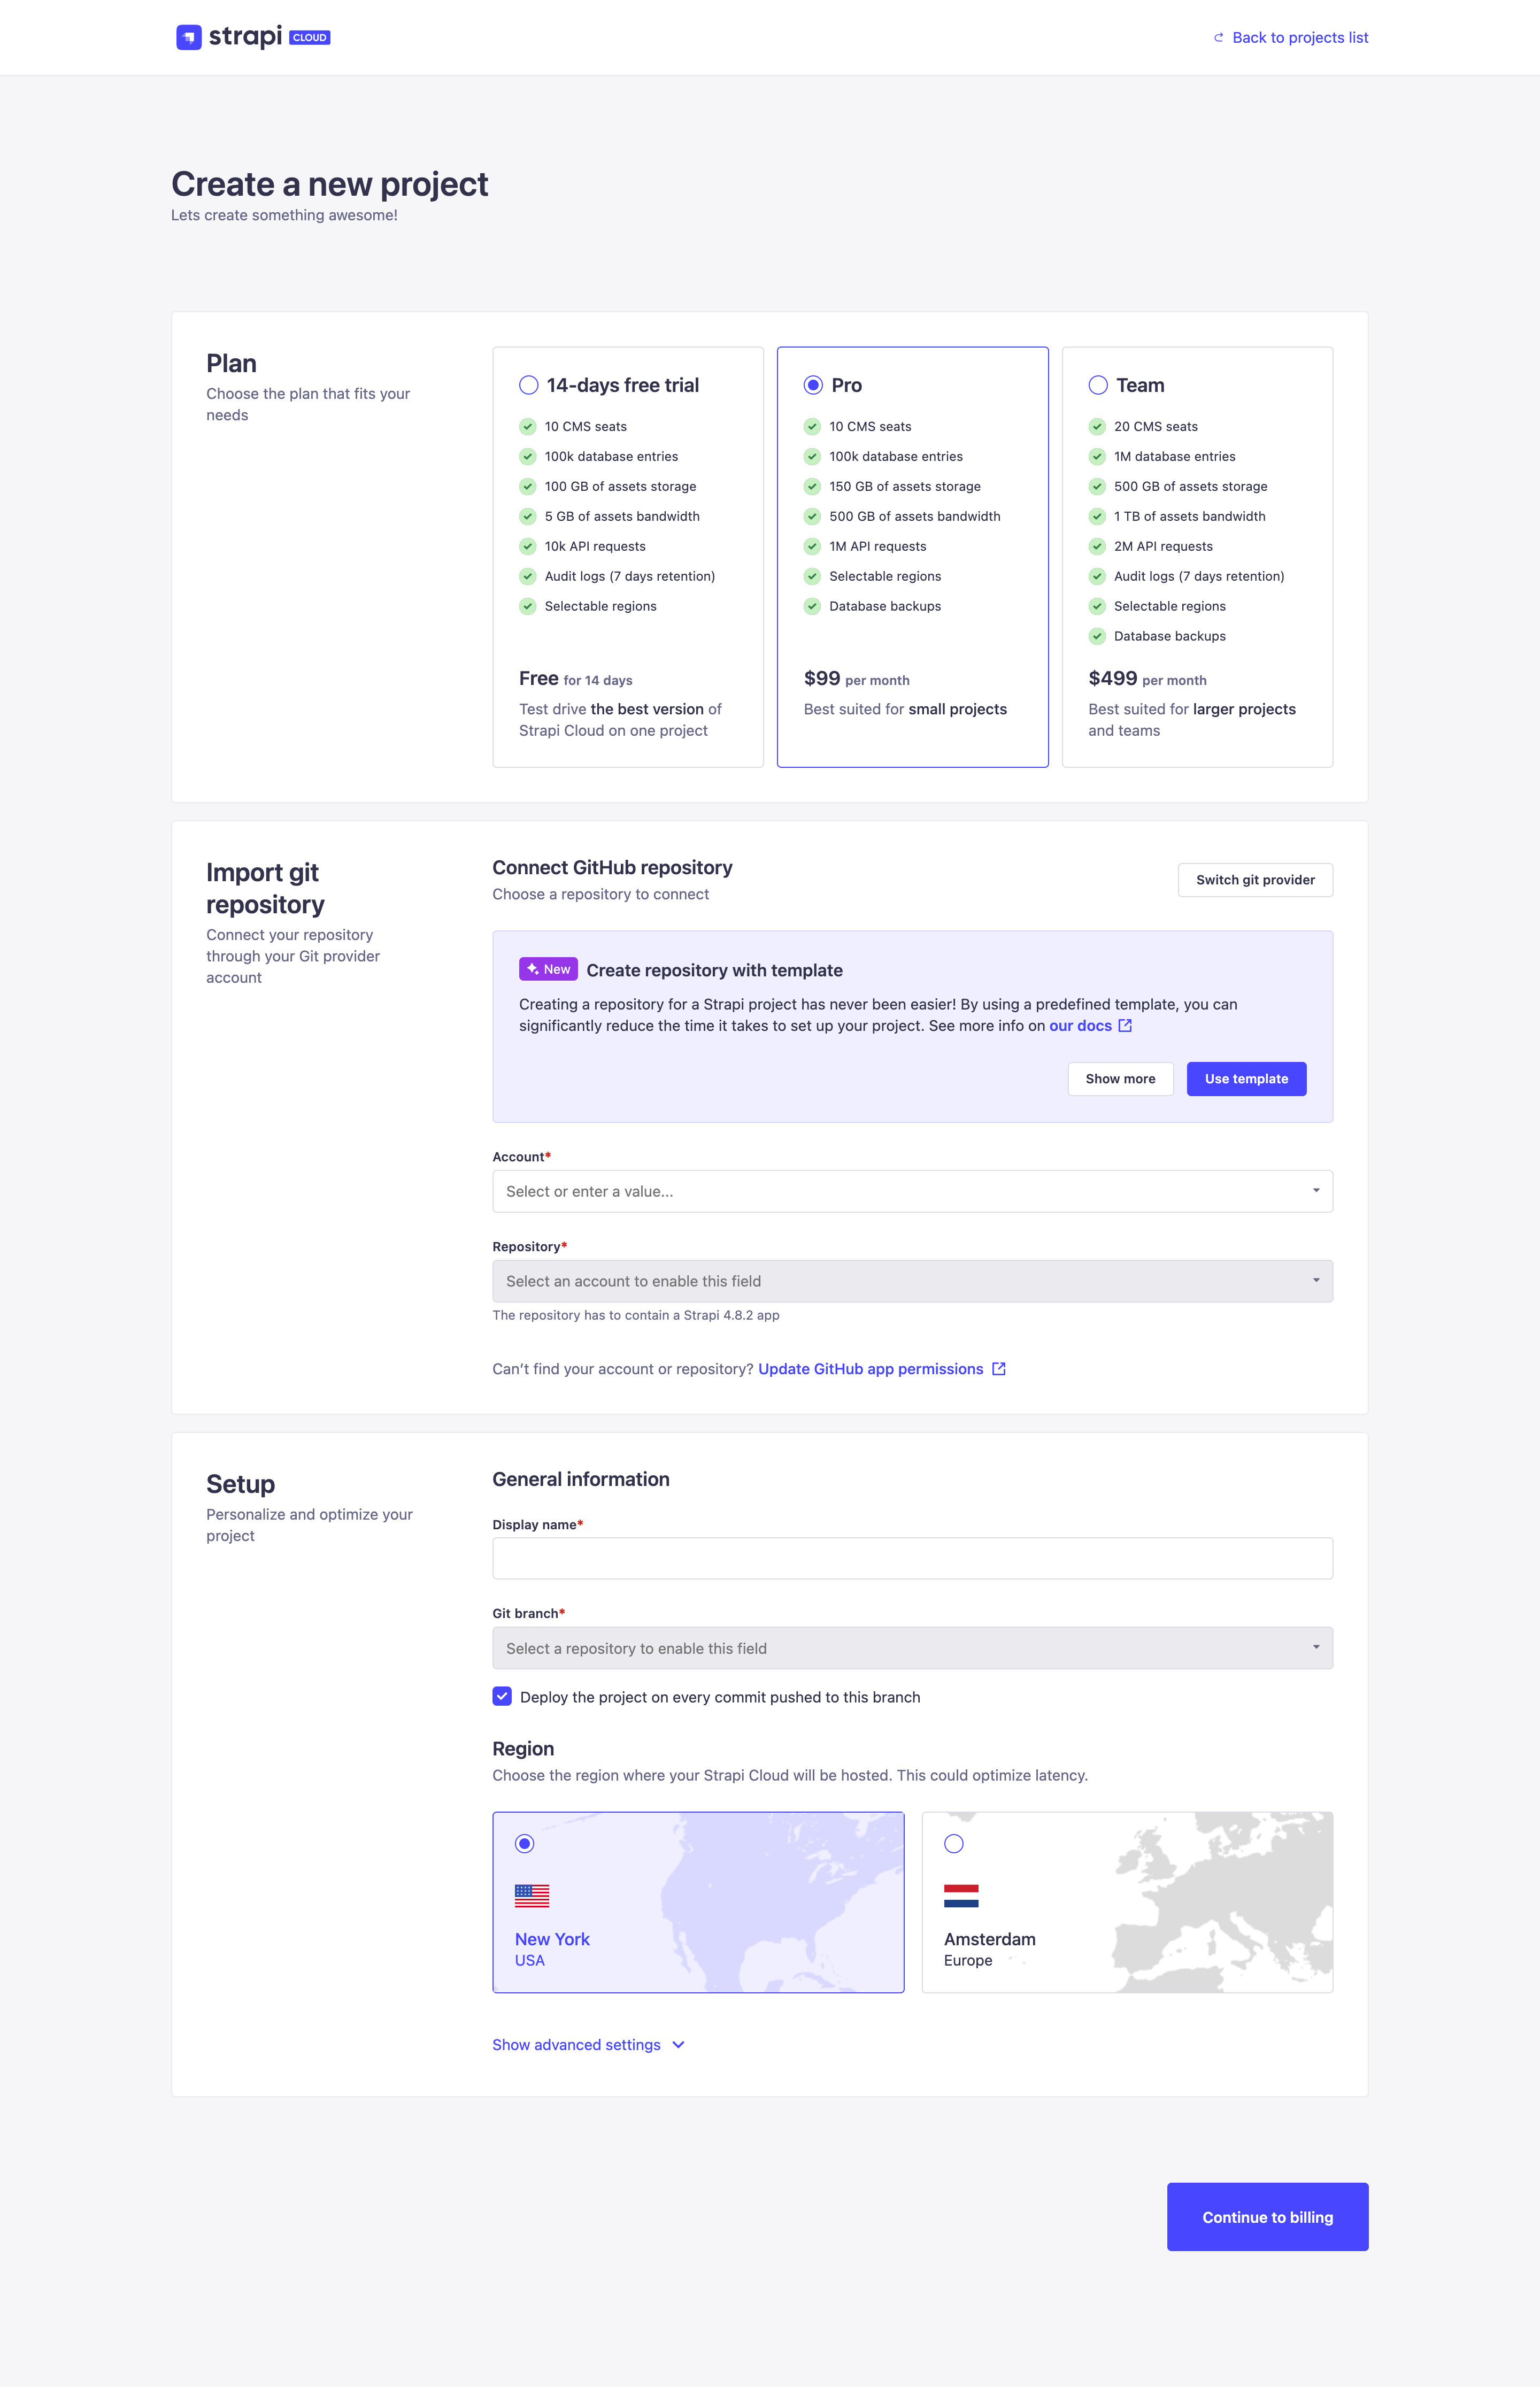 strapi CLOUD
Back to projects list
Create a new project
Lets create something awesome!
Plan
Choose the plan that fits your
needs
14-days free trial
10 CMS seats
100k database entries
100 GB of assets storage
5 GB of assets bandwidth
10k API requests
Audit logs (7 days retention)
Selectable regions
Free for 14 days
Test drive the best version of
Strapi Cloud on one project
Pro
10 CMS seats
100k database entries
150 GB of assets storage
500 GB of assets bandwidth
1M API requests
Selectable regions
Database backups
$99 per month
Best suited for small projects
Team
20 CMS seats
1M database entries
500 GB of assets storage
1 TB of assets bandwidth
2M API requests
Audit logs (7 days retention)
Selectable regions
Database backups
$499 per month
Best suited for larger projects
and teams
Import git
repository
Connect your repository
through your Git provider
account
Connect GitHub repository
Choose a repository to connect
Switch git provider
New Create repository with template
Creating a repository for a Strapi project has never been easier! By using a predefined template, you can
significantly reduce the time it takes to set up your project. See more info on our docs
Show more
Use template
Account*
Select or enter a value...
Repository*
Select an account to enable this field
The repository has to contain a Strapi 4.8.2 app
Can't find your account or repository? Update GitHub app permissions
Setup
Personalize and optimize your
project
General information
Display name*
Git branch*
Select a repository to enable this field
Deploy the project on every commit pushed to this branch
Region
Choose the region where your Strapi Cloud will be hosted. This could optimize latency.
New York
USA
Amsterdam
Europe
Show advanced settings
Continue to billing